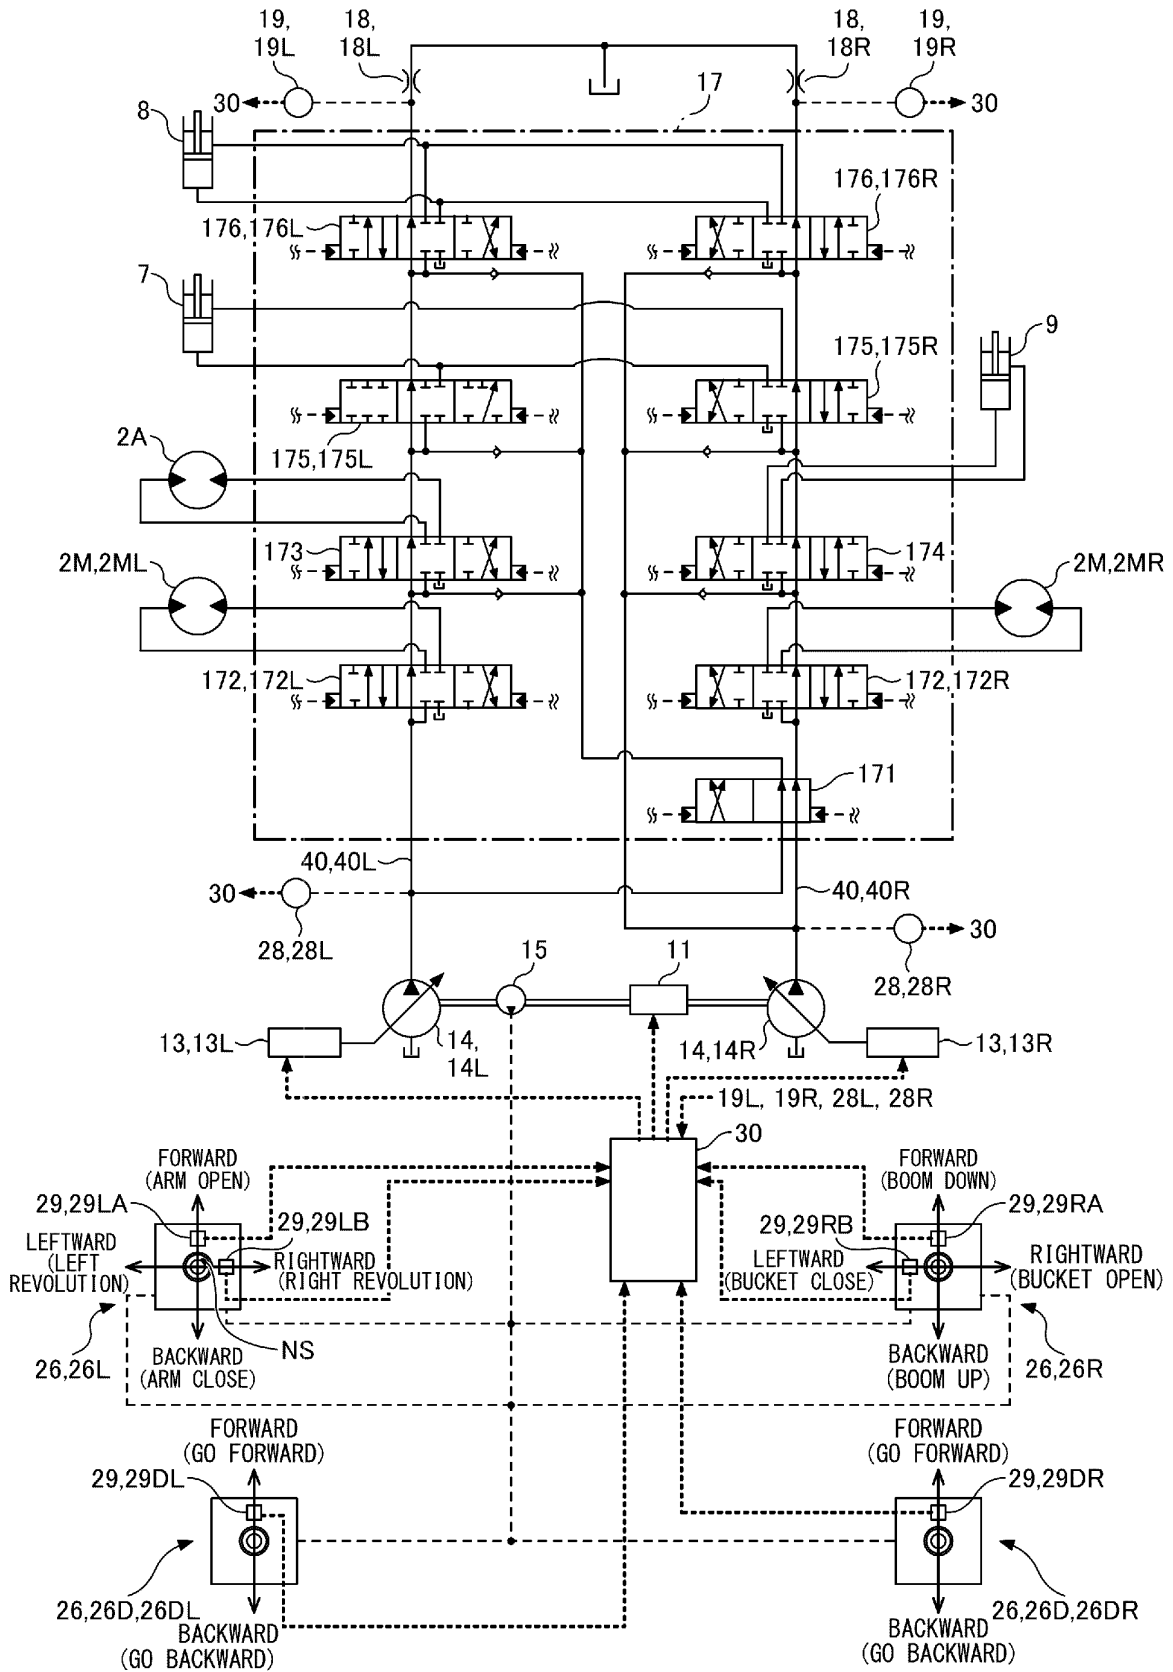 19,
19L
18,
18L
18,
18R
19,
19R
30
30
8
17
176,176L
176,176R
7
9
175,175R
2A
175,175L
173
174
2M,2ML
2M,2MR
172,172L
172,172R
171
40,40L
30
40,40R
28,28L
30
28,28R
15
11
13,13L
14,
14L
14,14R
13,13R
19L, 19R, 28L, 28R
30
FORWARD
(ARM OPEN)
29,29LA
29,29LB
LEFTWARD
(LEFT
REVOLUTION)
RIGHTWARD
(RIGHT REVOLUTION)
26,26L
NS
BACKWARD
(ARM CLOSE)
FORWARD
(BOOM DOWN)
29,29RB
29,29RA
LEFTWARD
(BUCKET CLOSE)
RIGHTWARD
(BUCKET OPEN)
BACKWARD
(BOOM UP)
26,26R
FORWARD
(GO FORWARD)
29,29DL
26,26D,26DL
BACKWARD
(GO BACKWARD)
FORWARD
(GO FORWARD)
29,29DR
26,26D,26DR
BACKWARD
(GO BACKWARD)